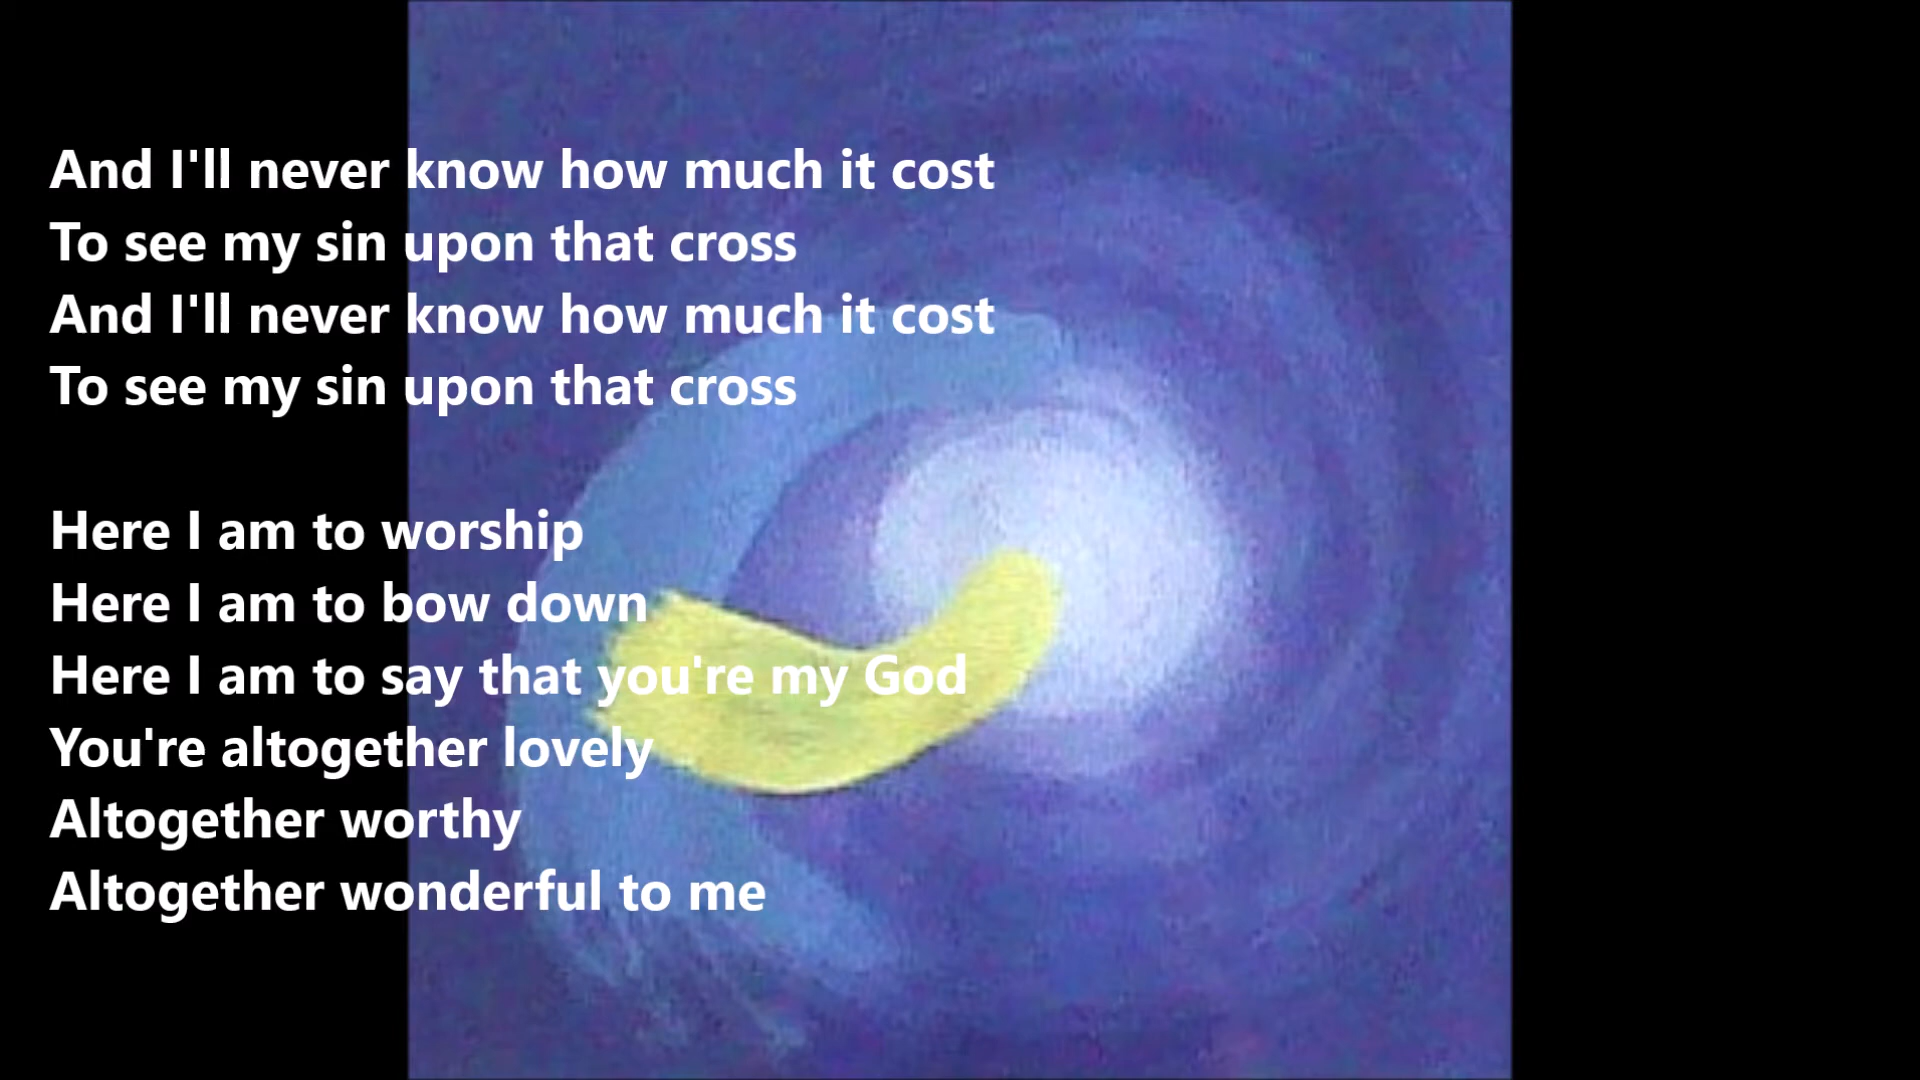 And I'll never know how much it cost
To see my sin upon that cross
And I'll never know how much it cost
To see my sin upon that cross
Here I am to worship
Here I am to bow down
Here I am to say that you're my God
You're altogether lovely
Altogether worthy
Altogether wonderful to me